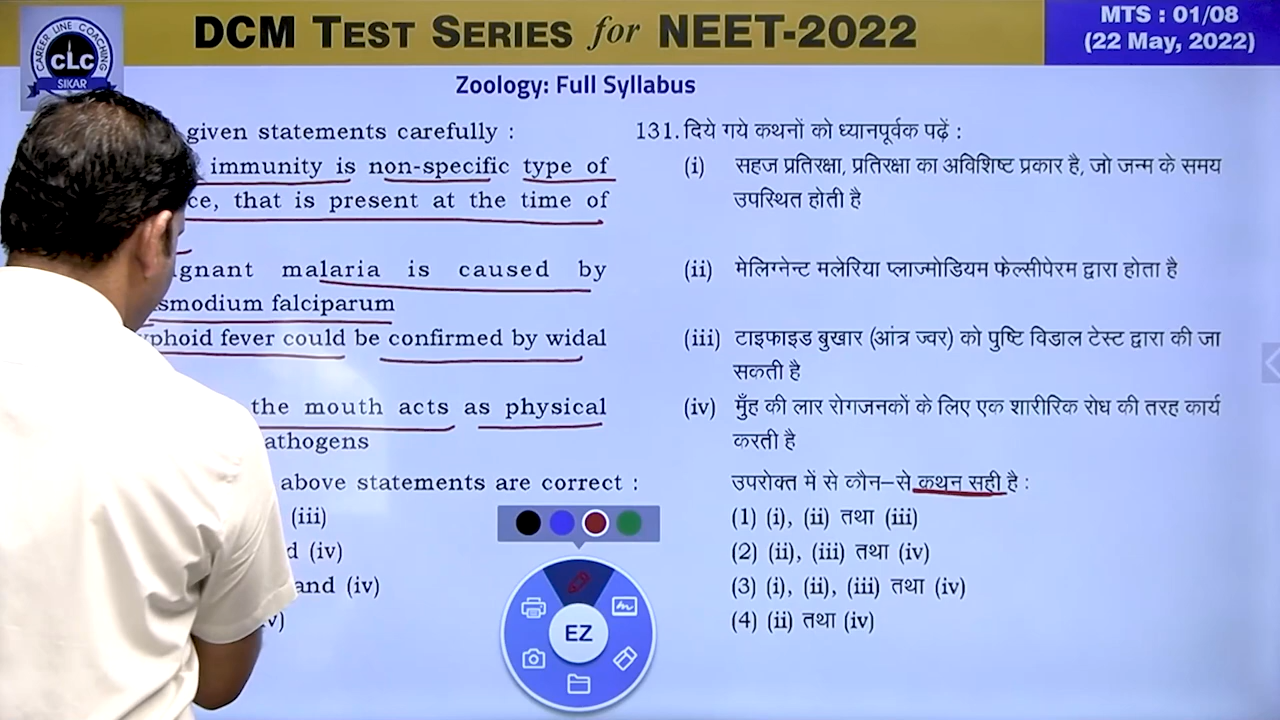 DCM TEST SERIES for NEET-2022
MTS : 01/08
(22 May, 2022)
CAREER LINE COACHING
CLC
SIKAR
Zoology: Full Syllabus
given statements carefully :
immunity is non-specific type of
ce, that is present at the time of
gnant malaria is caused by
smodium falciparum
yphoid fever could be confirmed by widal
the mouth acts as physical
athogens
above statements are correct :
(iii)
d (iv)
and (iv)
v)
131. दिये गये कथनों को ध्यानपूर्वक पढ़ें :
(i) सहज प्रतिरक्षा, प्रतिरक्षा का अविशिष्ट प्रकार है, जो जन्म के समय
उपस्थित होती है
(ii) मेलिग्नेन्ट मलेरिया प्लाज्मोडियम फेल्सीपेरम द्वारा होता है
(iii) टाइफाइड बुखार (आंत्र ज्वर) को पुष्टि विडाल टेस्ट द्वारा की जा
सकती है
(iv) मुँह की लार रोगजनकों के लिए एक शारीरिक रोध की तरह कार्य
करती है
उपरोक्त में से कौन–से कथन सही है :
(1) (i), (ii) तथा (iii)
(2) (ii), (iii) तथा (iv)
(3) (i), (ii), (iii) तथा (iv)
(4) (ii) तथा (iv)
EZ